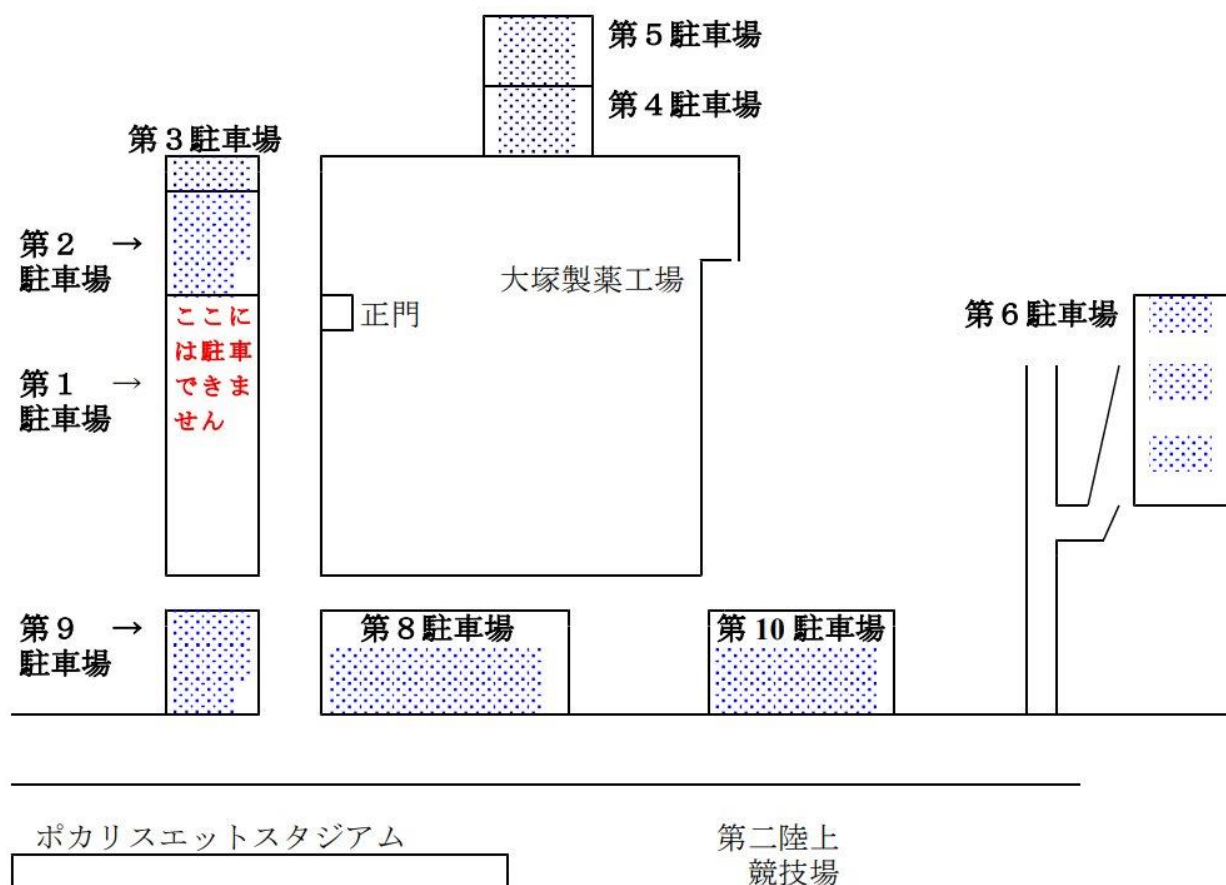 第５駐車場
第４駐車場
第３駐車場
第２　→
駐車場
大塚製薬工場
正門
第６駐車場
ここに
は駐車
できま
せん
第１　→
駐車場
第９　→
駐車場
第８駐車場
第 10 駐車場
ポカリスエットスタジアム
第二陸上
競技場